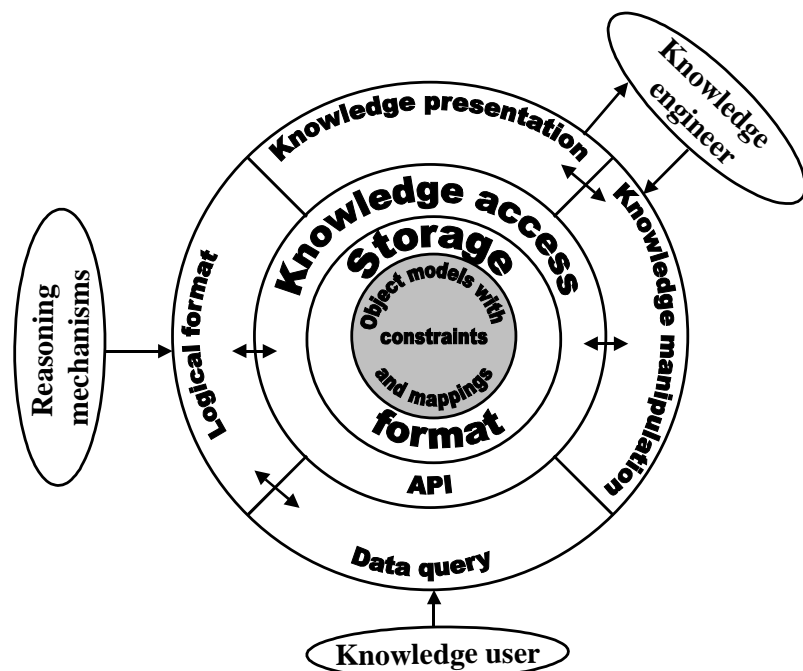 Knowledge
engineer
Knowledge presentation
Knowledge access
Storage
Object models with
constraints
and mappings
format
API
Knowledge manipulation
Logical format
Reasoning
mechanisms
Data query
Knowledge user